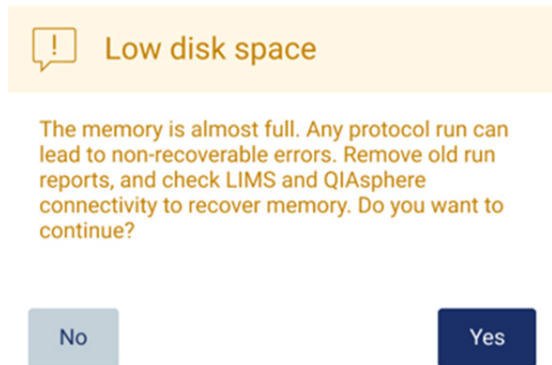 !
Low disk space
The memory is almost full. Any protocol run can
lead to non-recoverable errors. Remove old run
reports, and check LIMS and QIAsphere
connectivity to recover memory. Do you want to
continue?
No
Yes